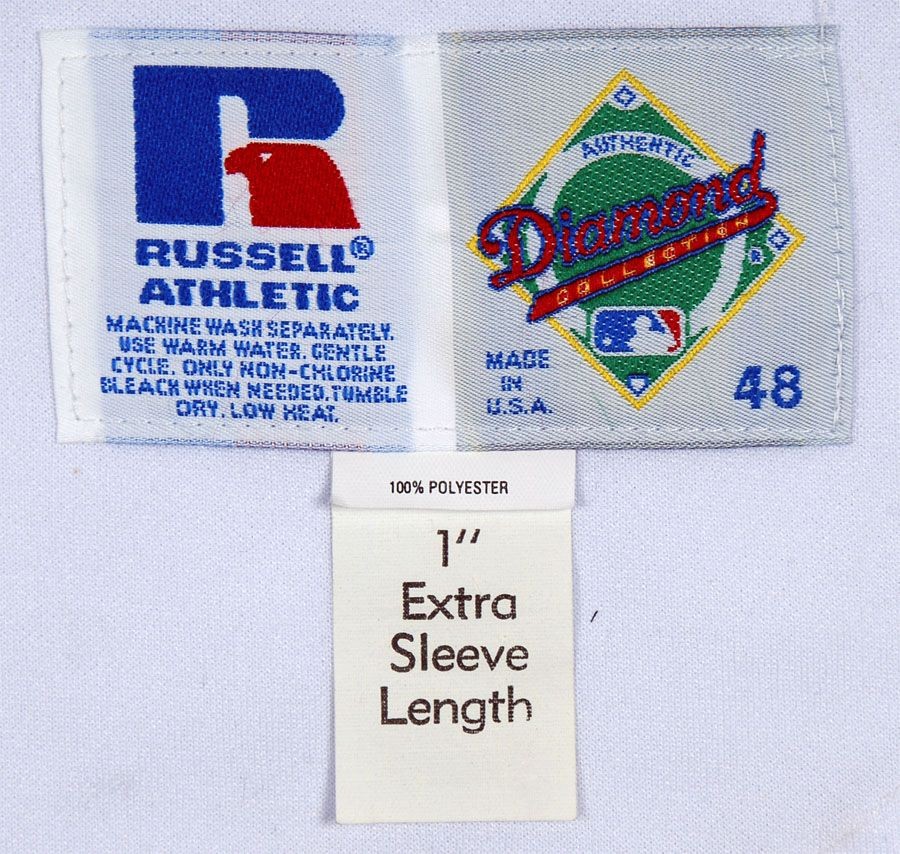 RUSSELL®
ATHLETIC
MACHINE WASH SEPARATELY.
USE WARM WATER. GENTLE
CYCLE. ONLY NON-CHLORINE
BLEACH WHEN NEEDED. TUMBLE
DRY. LOW HEAT.
AUTHENTIC
Diamond
COLLECTION
®
MADE
IN
U.S.A.
48
100% POLYESTER
1"
Extra
Sleeve
Length